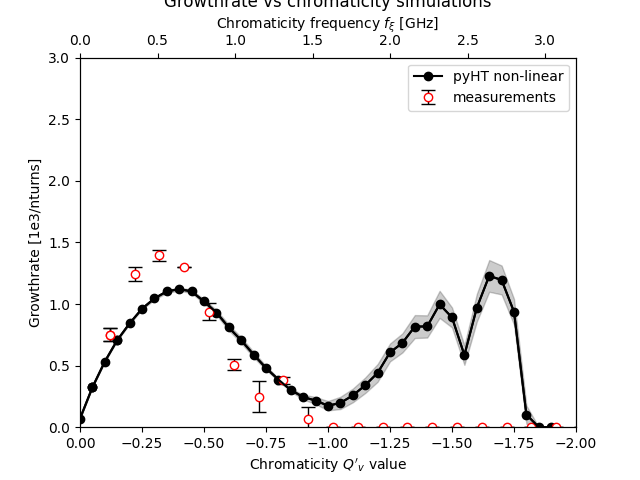 Growthrate vs chromaticity simulations
Chromaticity frequency fξ [GHz]
0.0 0.5 1.0 1.5 2.0 2.5 3.0
3.0
2.5
2.0
1.5
1.0
0.5
0.0
Growthrate [1e3/nturns]
pyHT non-linear
measurements
0.00 −0.25 −0.50 −0.75 −1.00 −1.25 −1.50 −1.75 −2.00
Chromaticity Q′v value